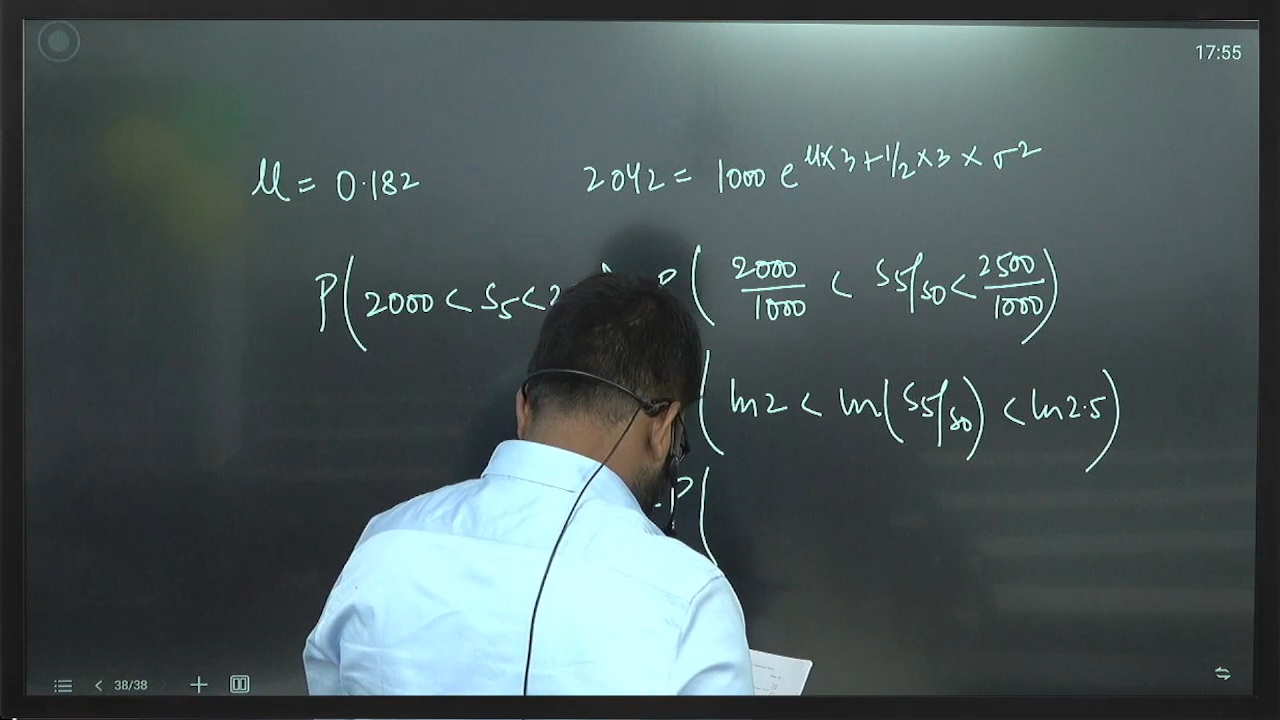 17:55
μ = 0.182
2042 = 1000 e^{μ×3+1/2×3×σ^2}
P(2000 < S5 < 2 P(2000/1000 < S5/S0 < 2500/1000)
(ln2 < ln(S5/S0) < ln2.5)
P(
38/38